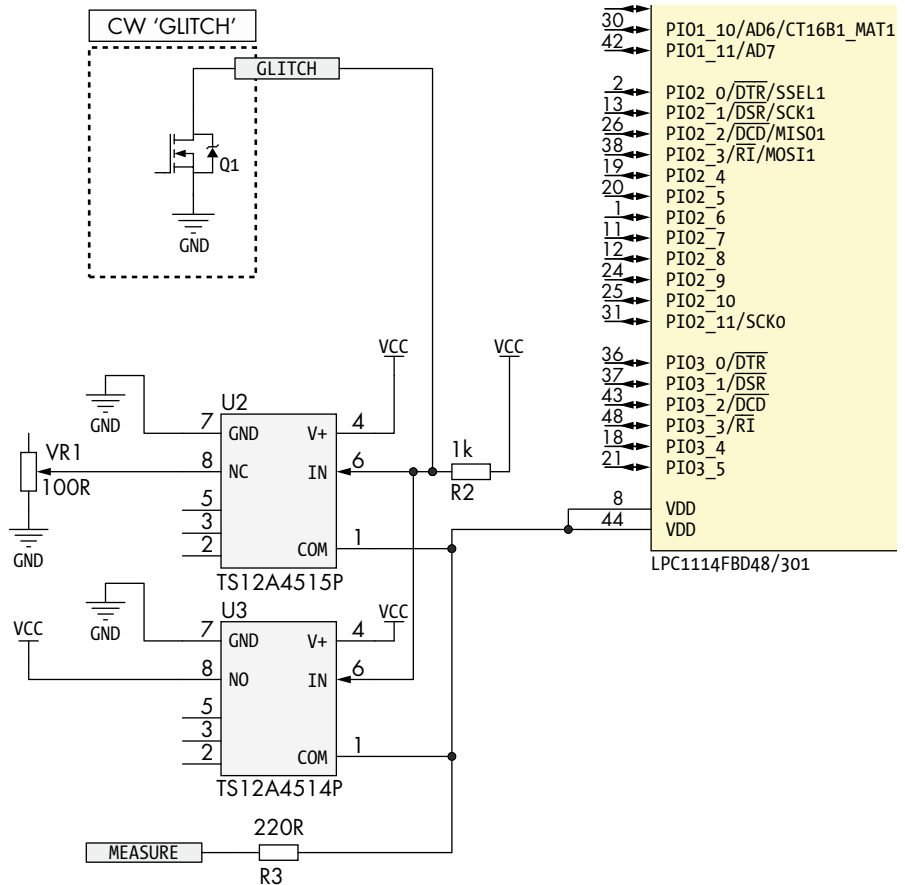 CW 'GLITCH'
GLITCH
Q1
GND
30 PIO1_10/AD6/CT16B1_MAT1
42 PIO1_11/AD7
2 PIO2_0/DTR/SSEL1
13 PIO2_1/DSR/SCK1
26 PIO2_2/DCD/MISO1
38 PIO2_3/RI/MOSI1
19 PIO2_4
20 PIO2_5
1 PIO2_6
11 PIO2_7
12 PIO2_8
24 PIO2_9
25 PIO2_10
31 PIO2_11/SCK0
36 PIO3_0/DTR
37 PIO3_1/DSR
43 PIO3_2/DCD
48 PIO3_3/RI
18 PIO3_4
21 PIO3_5
8 VDD
44 VDD
LPC1114FBD48/301
VCC
VCC
GND
U2
7 GND V+ 4
8 NC IN 6
5
3
2
COM 1
TS12A4515P
VR1
100R
GND
1k
R2
U3
GND
VCC
VCC
7 GND V+ 4
8 NO IN 6
5
3
2
COM 1
TS12A4514P
220R
MEASURE
R3